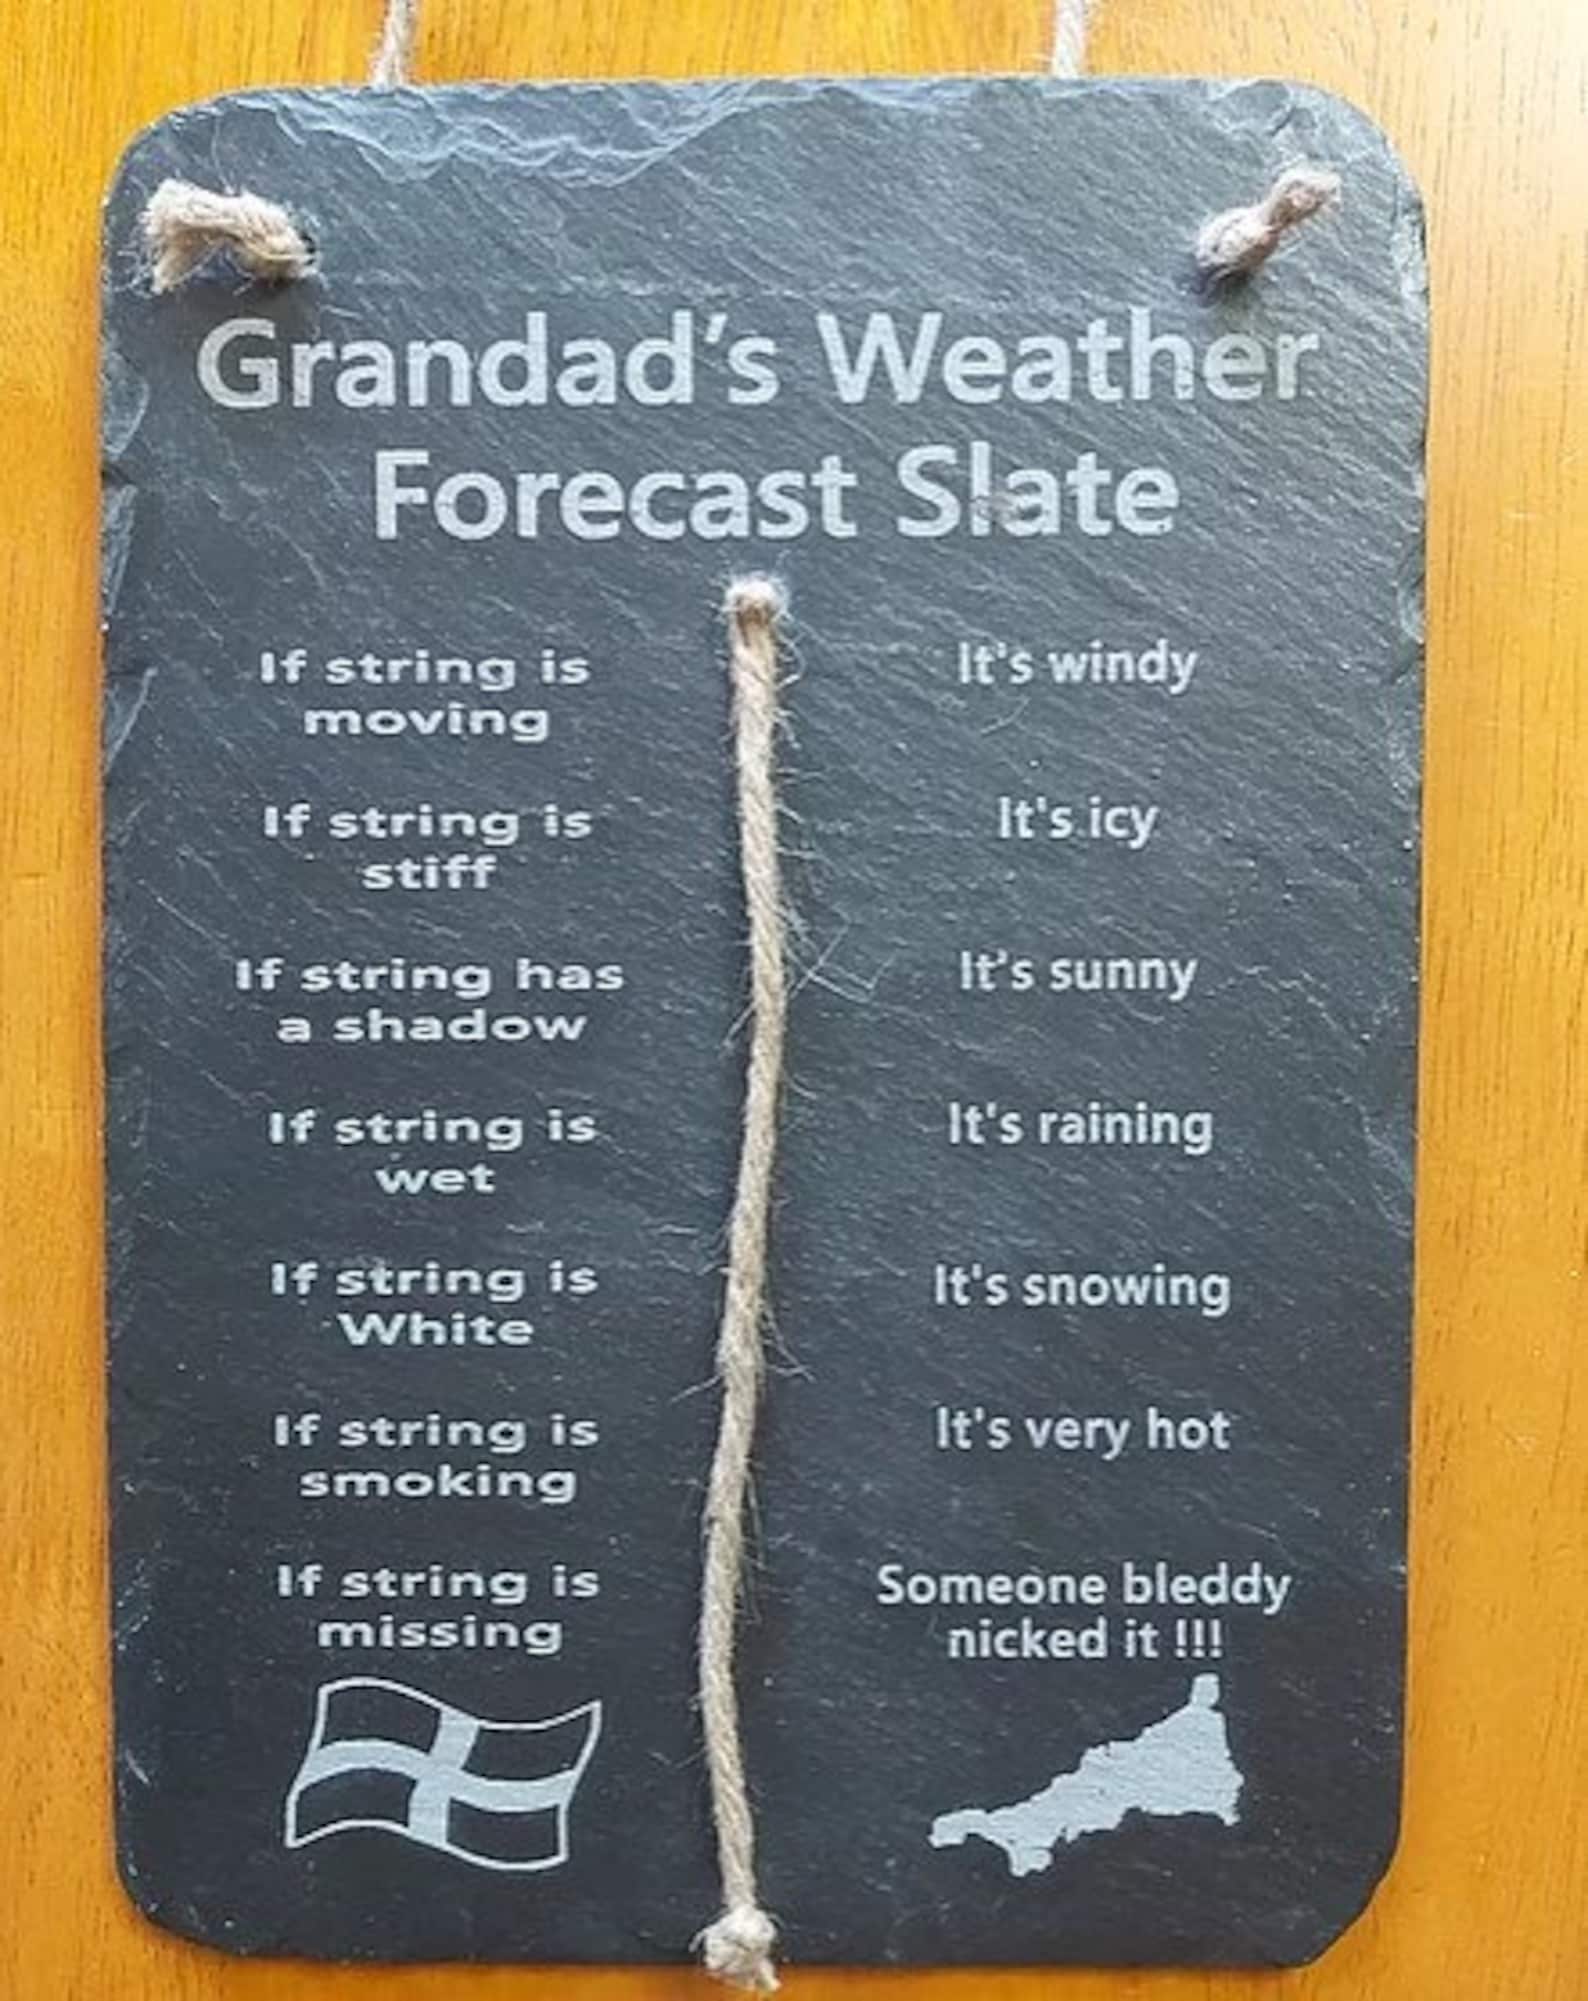 Grandad's Weather
Forecast Slate
If string is
moving
It's windy
If string is
stiff
It's icy
If string has
a shadow
It's sunny
If string is
wet
It's raining
If string is
White
It's snowing
If string is
smoking
It's very hot
If string is
missing
Someone bleddy
nicked it !!!